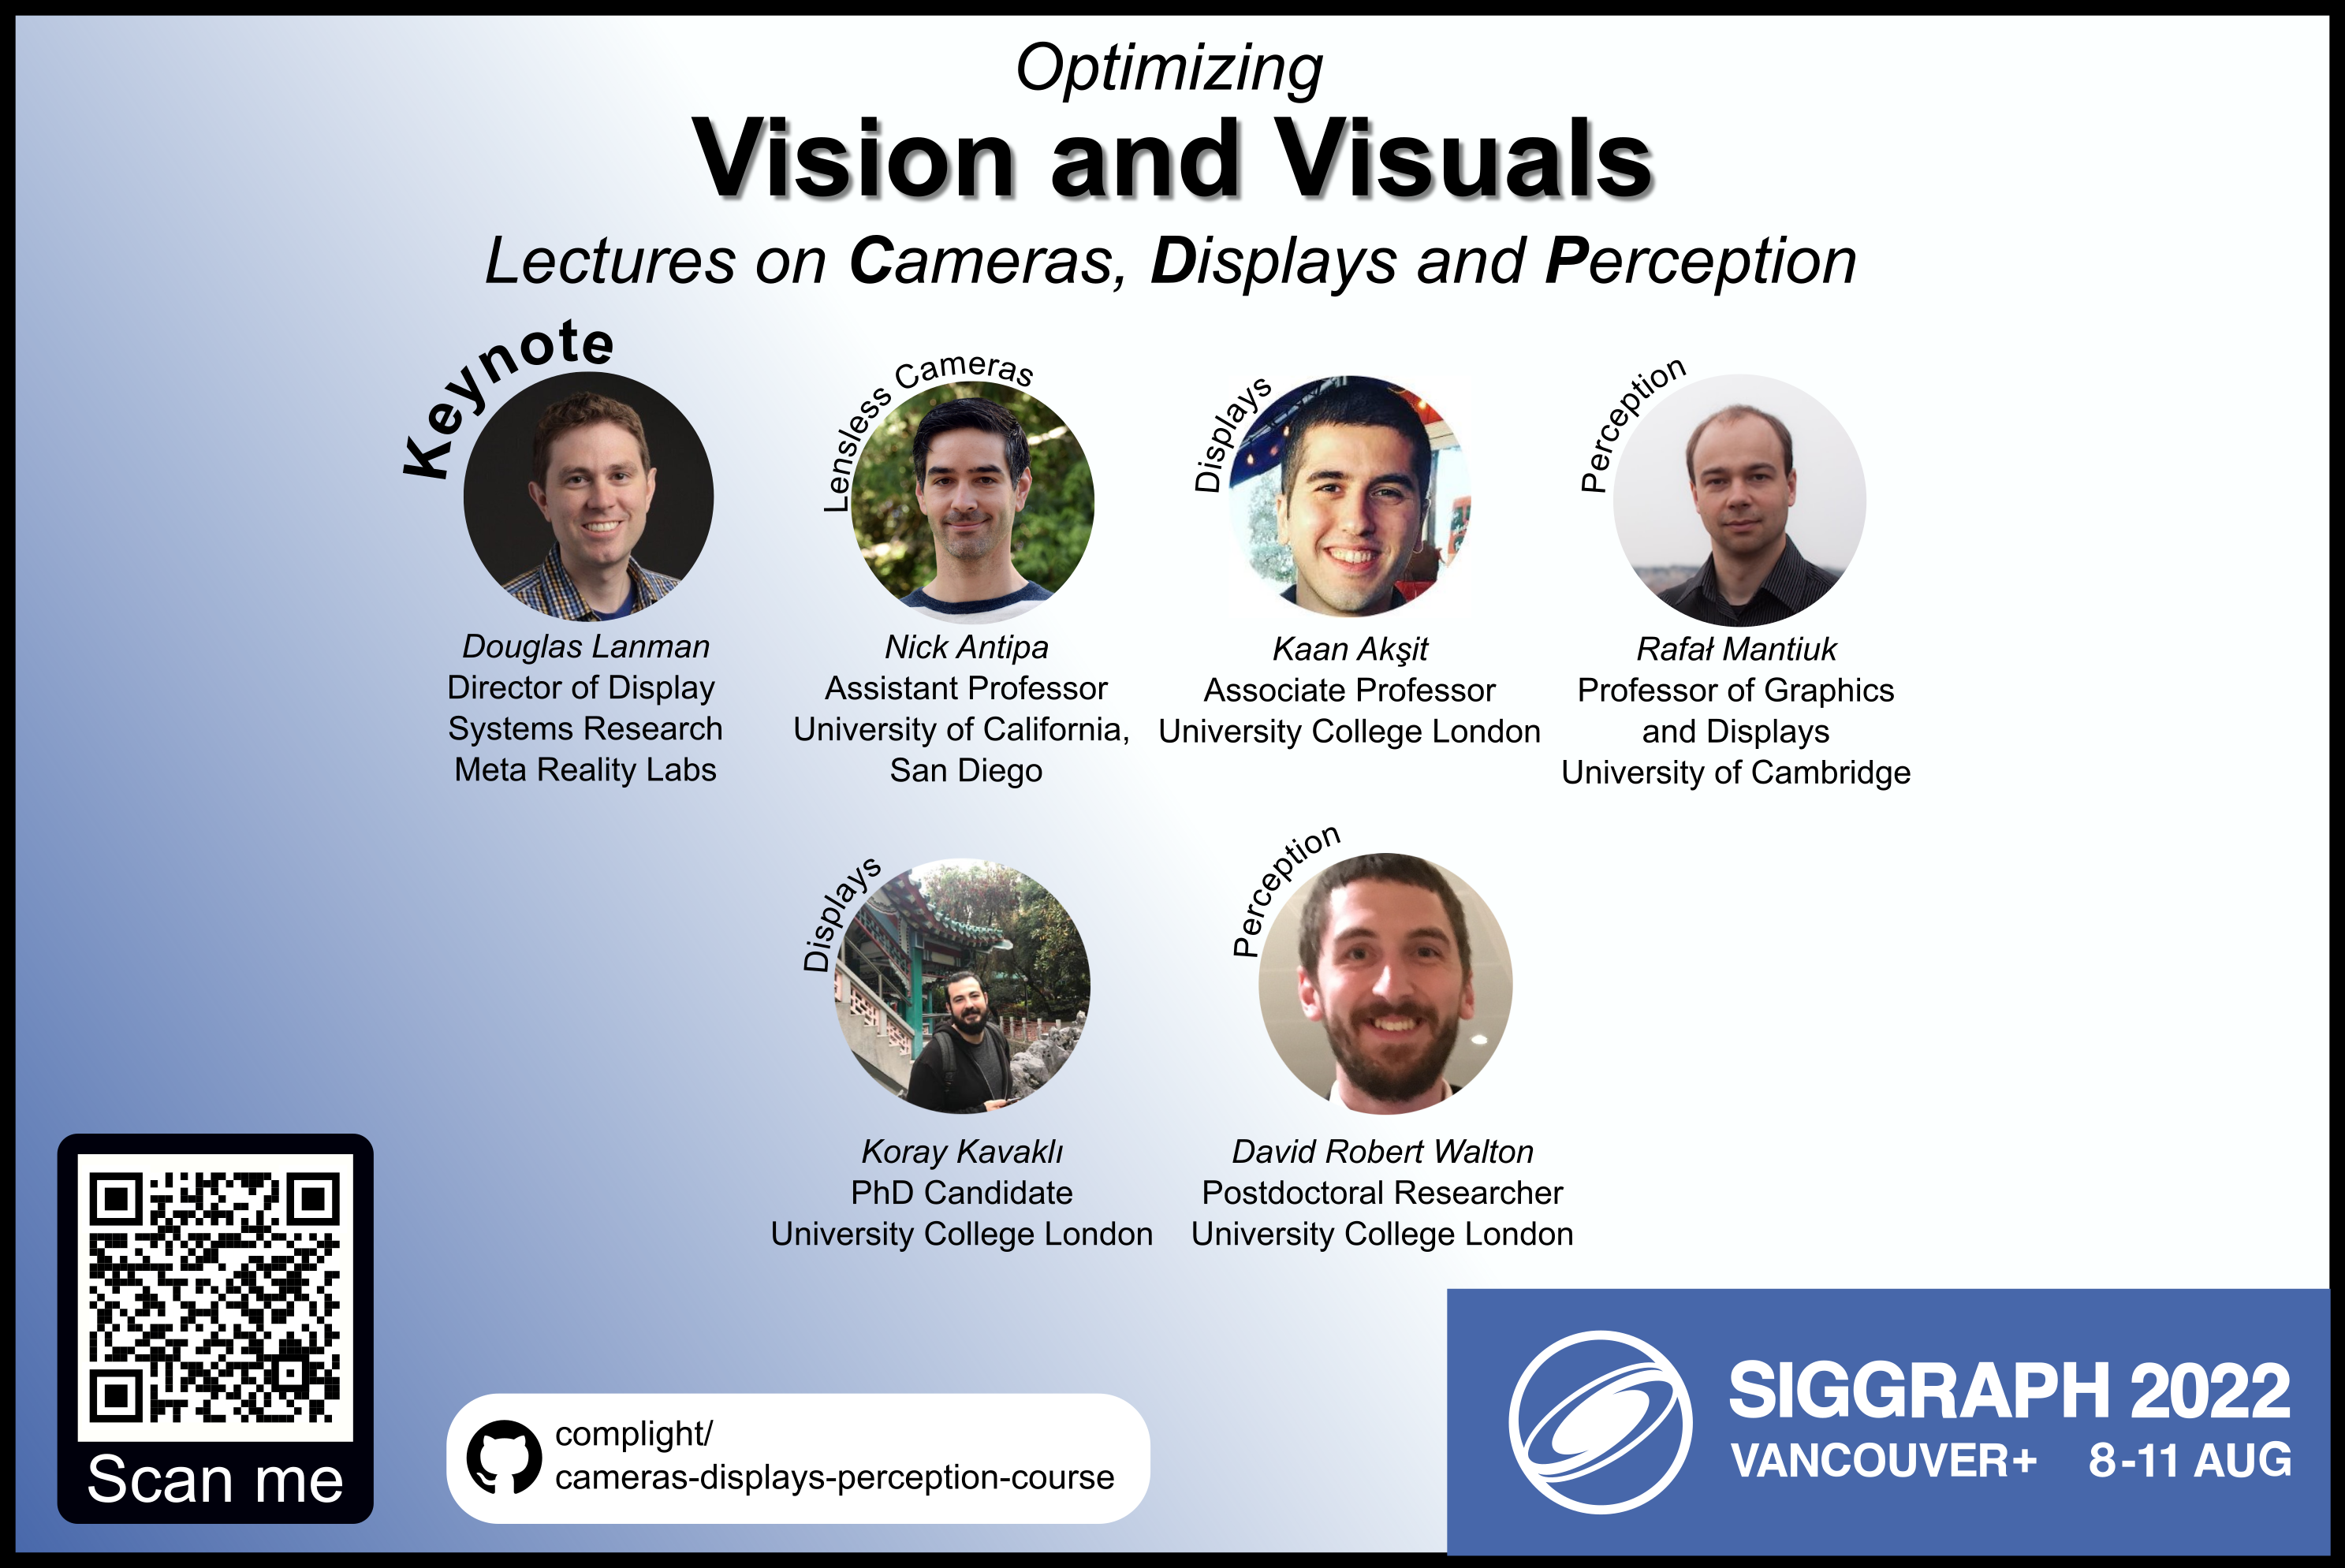 Optimizing
Vision and Visuals
Lectures on Cameras, Displays and Perception
Keynote
Douglas Lanman
Director of Display
Systems Research
Meta Reality Labs
Lensless Cameras
Nick Antipa
Assistant Professor
University of California,
San Diego
Displays
Kaan Akşit
Associate Professor
University College London
Perception
Rafał Mantiuk
Professor of Graphics
and Displays
University of Cambridge
Displays
Koray Kavaklı
PhD Candidate
University College London
Perception
David Robert Walton
Postdoctoral Researcher
University College London
Scan me
complight/
cameras-displays-perception-course
SIGGRAPH 2022
VANCOUVER+ 8-11 AUG